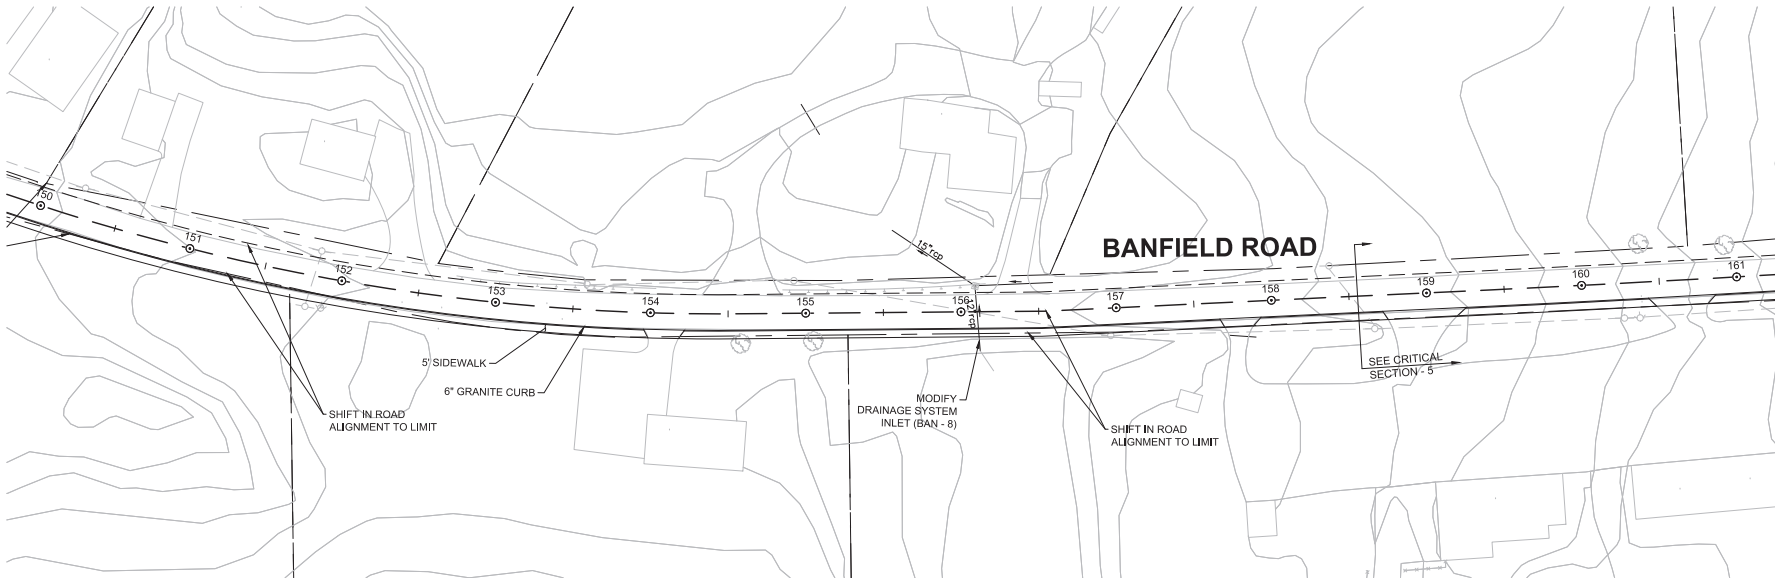 150
151
152
153
154
155
156
157
158
159
160
161
15" rcp
12" rcp
BANFIELD ROAD
5' SIDEWALK
6" GRANITE CURB
SHIFT IN ROAD
ALIGNMENT TO LIMIT
MODIFY
DRAINAGE SYSTEM
INLET (BAN - 8)
SHIFT IN ROAD
ALIGNMENT TO LIMIT
SEE CRITICAL
SECTION - 5